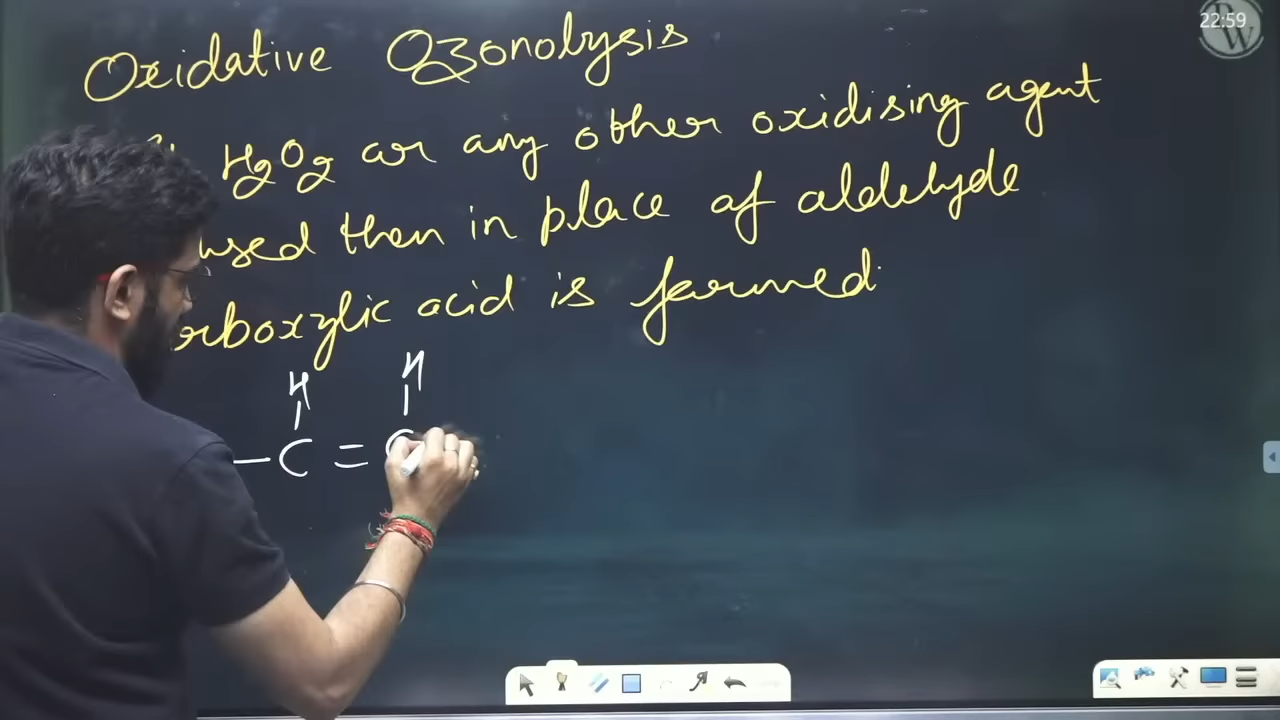 22:59
PW
Oxidative Ozonolysis
H2O2 or any other oxidising agent
used then in place of aldehyde
rboxylic acid is formed
H H
— C = C